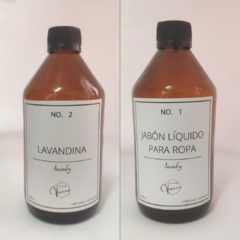 NO. 2
LAVANDINA
laundry
NO. 1
JABÓN LÍQUIDO
PARA ROPA
laundry